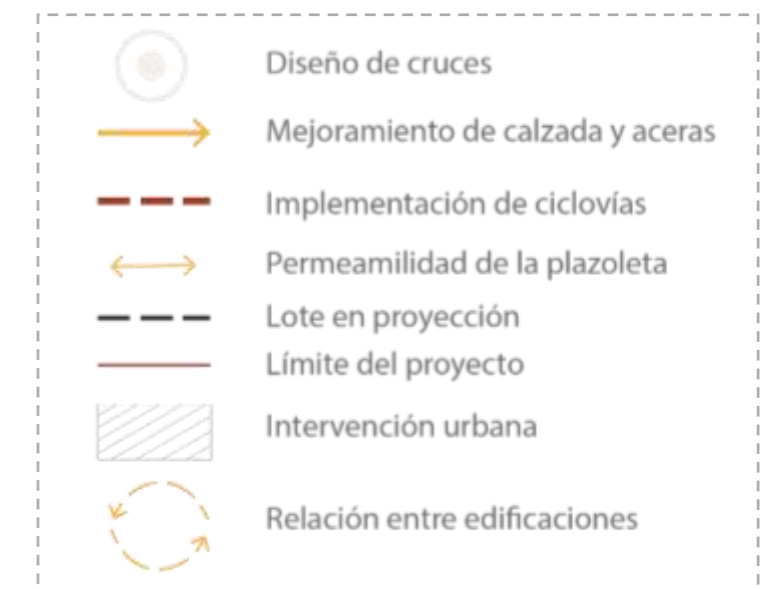 Diseño de cruces
Mejoramiento de calzada y aceras
Implementación de ciclovías
Permeamilidad de la plazoleta
Lote en proyección
Límite del proyecto
Intervención urbana
Relación entre edificaciones